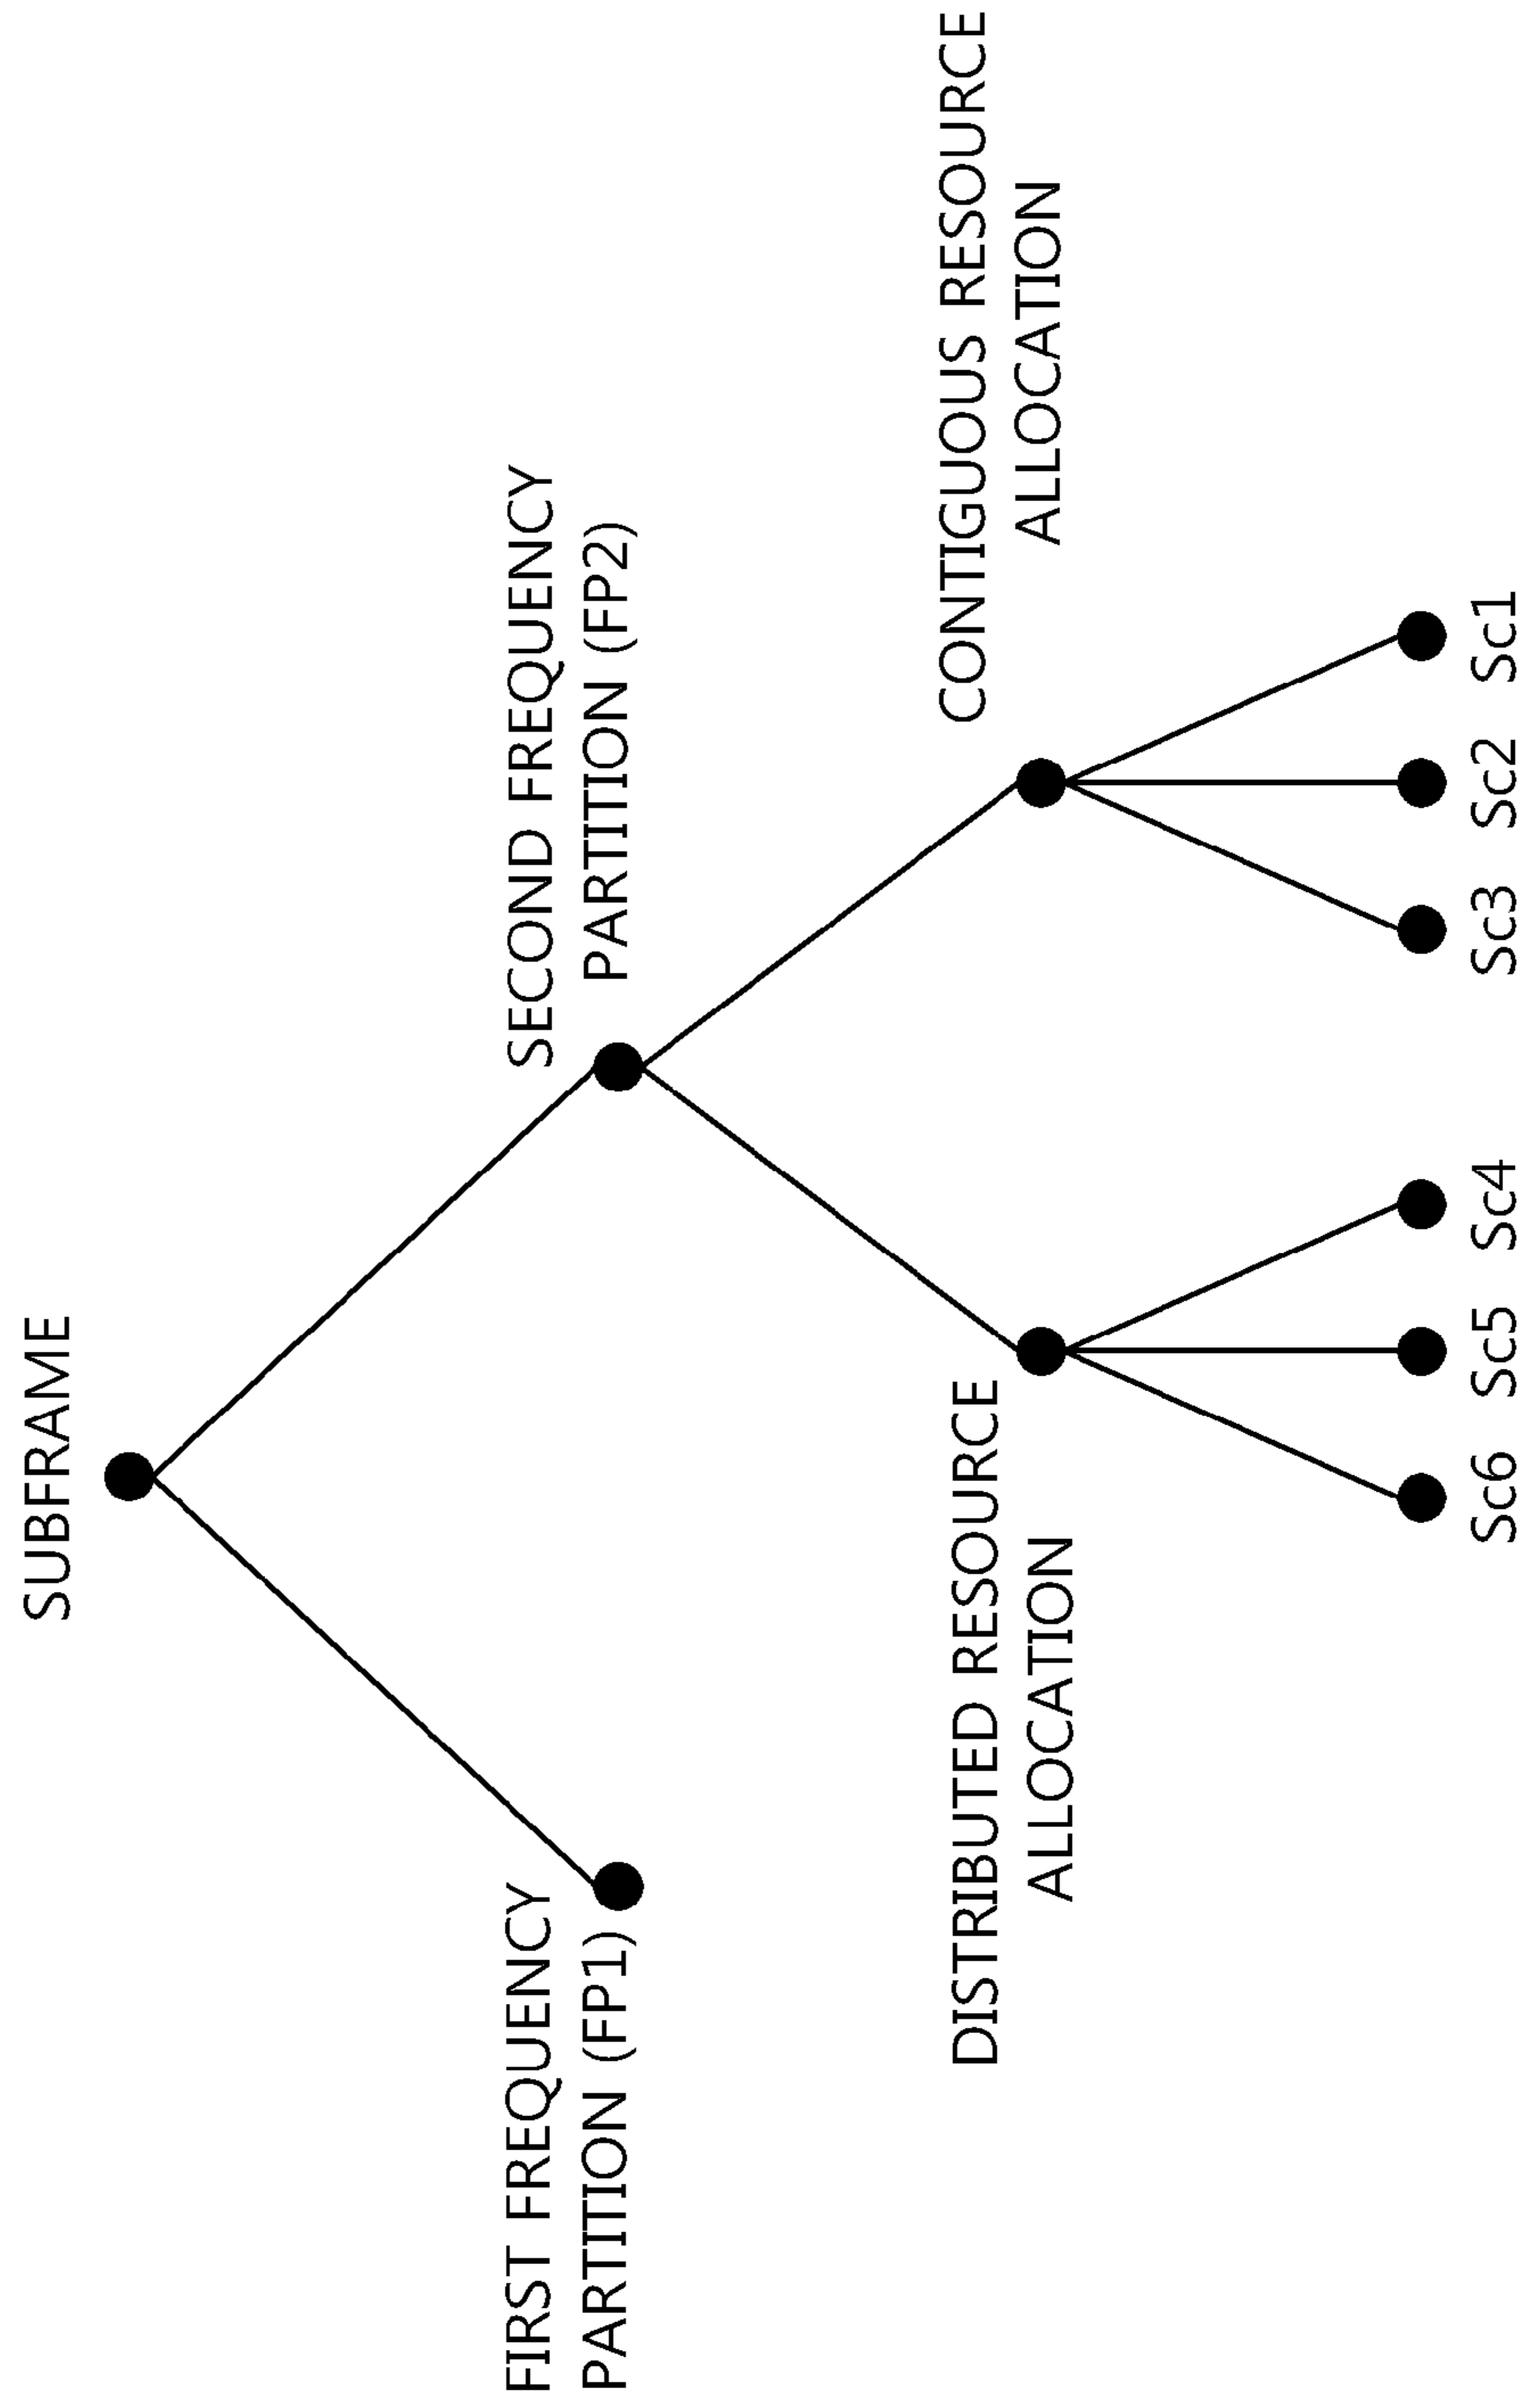 SUBFRAME
FIRST FREQUENCY
PARTITION (FP1)
SECOND FREQUENCY
PARTITION (FP2)
DISTRIBUTED RESOURCE
ALLOCATION
CONTIGUOUS RESOURCE
ALLOCATION
Sc6 Sc5 Sc4 Sc3 Sc2 Sc1